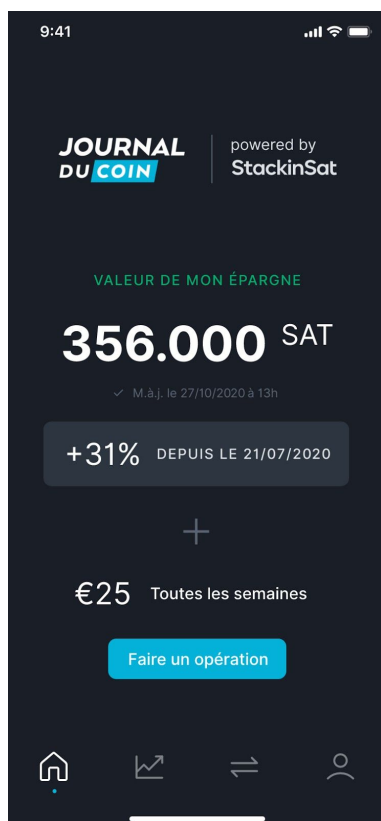 9:41
JOURNAL
DU COIN
powered by
StackinSat
VALEUR DE MON ÉPARGNE
356.000 SAT
M.à.j. le 27/10/2020 à 13h
+31% DEPUIS LE 21/07/2020
€25 Toutes les semaines
Faire un opération